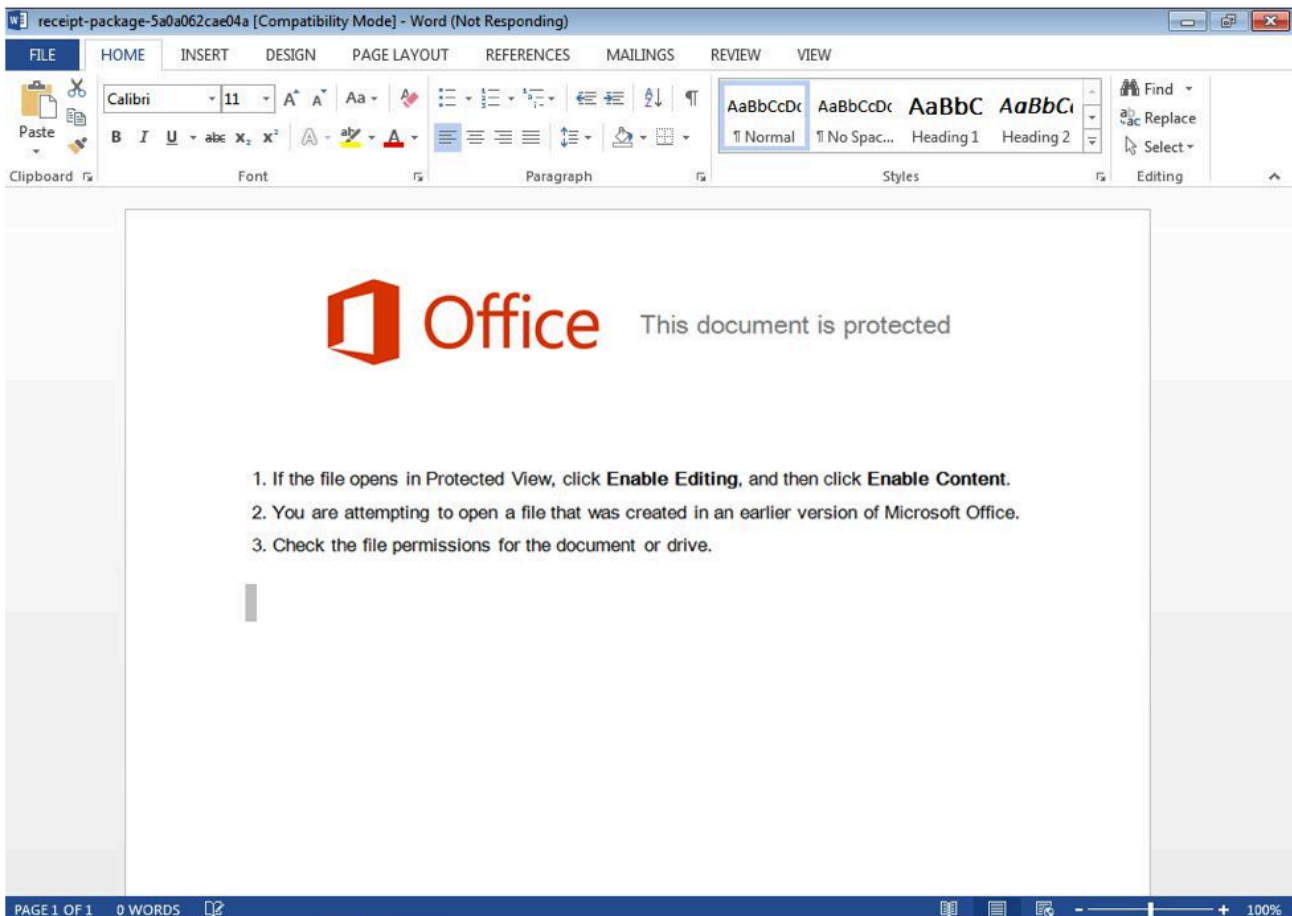 receipt-package-5a0a062cae04a [Compatibility Mode] - Word (Not Responding)
FILE HOME INSERT DESIGN PAGE LAYOUT REFERENCES MAILINGS REVIEW VIEW
Paste
Calibri 11 A A Aa
B I U abc x₂ x² A aby A
AaBbCcDc AaBbCcDc AaBbC AaBbCc
¶ Normal ¶ No Spac... Heading 1 Heading 2
Find
Replace
Select
Clipboard Font Paragraph Styles Editing
Office This document is protected
1. If the file opens in Protected View, click Enable Editing, and then click Enable Content.
2. You are attempting to open a file that was created in an earlier version of Microsoft Office.
3. Check the file permissions for the document or drive.
PAGE 1 OF 1 0 WORDS 100%